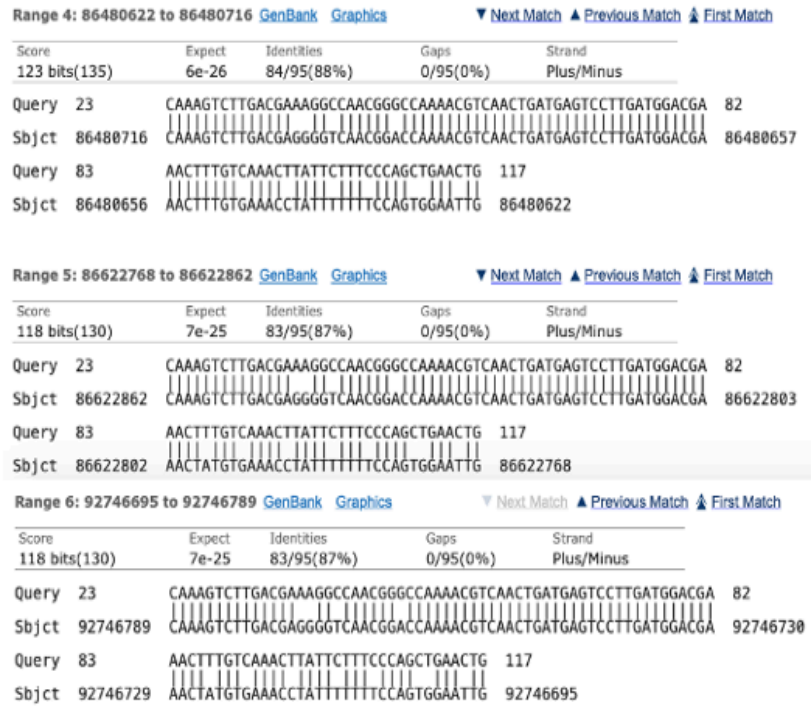 Range 4: 86480622 to 86480716 GenBank Graphics ▼ Next Match ▲ Previous Match First Match
Score Expect Identities Gaps Strand
123 bits(135) 6e-26 84/95(88%) 0/95(0%) Plus/Minus
Query 23 CAAAGTCTTGACGAAAGGCCAACGGGCCAAAACGTCAACTGATGAGTCCTTGATGGACGA 82
Sbjct 86480716 CAAAGTCTTGACGAGGGGTCAACGGACCAAAACGTCAACTGATGAGTCCTTGATGGACGA 86480657
Query 83 AACTTTGTCAAACTTATTCTTTCCCAGCTGAACTG 117
Sbjct 86480656 AACTTTGTGAAACCTATTTTTTTCCAGTGGAATTG 86480622
Range 5: 86622768 to 86622862 GenBank Graphics ▼ Next Match ▲ Previous Match First Match
Score Expect Identities Gaps Strand
118 bits(130) 7e-25 83/95(87%) 0/95(0%) Plus/Minus
Query 23 CAAAGTCTTGACGAAAGGCCAACGGGCCAAAACGTCAACTGATGAGTCCTTGATGGACGA 82
Sbjct 86622862 CAAAGTCTTGACGAGGGGTCAACGGACCAAAACGTCAACTGATGAGTCCTTGATGGACGA 86622803
Query 83 AACTTTGTCAAACTTATTCTTTCCCAGCTGAACTG 117
Sbjct 86622802 AACTATGTGAAACCTATTTTTTTCCAGTGGAATTG 86622768
Range 6: 92746695 to 92746789 GenBank Graphics ▼ Next Match ▲ Previous Match First Match
Score Expect Identities Gaps Strand
118 bits(130) 7e-25 83/95(87%) 0/95(0%) Plus/Minus
Query 23 CAAAGTCTTGACGAAAGGCCAACGGGCCAAAACGTCAACTGATGAGTCCTTGATGGACGA 82
Sbjct 92746789 CAAAGTCTTGACGAGGGGTCAACGGACCAAAACGTCAACTGATGAGTCCTTGATGGACGA 92746730
Query 83 AACTTTGTCAAACTTATTCTTTCCCAGCTGAACTG 117
Sbjct 92746729 AACTATGTGAAACCTATTTTTTTCCAGTGGAATTG 92746695